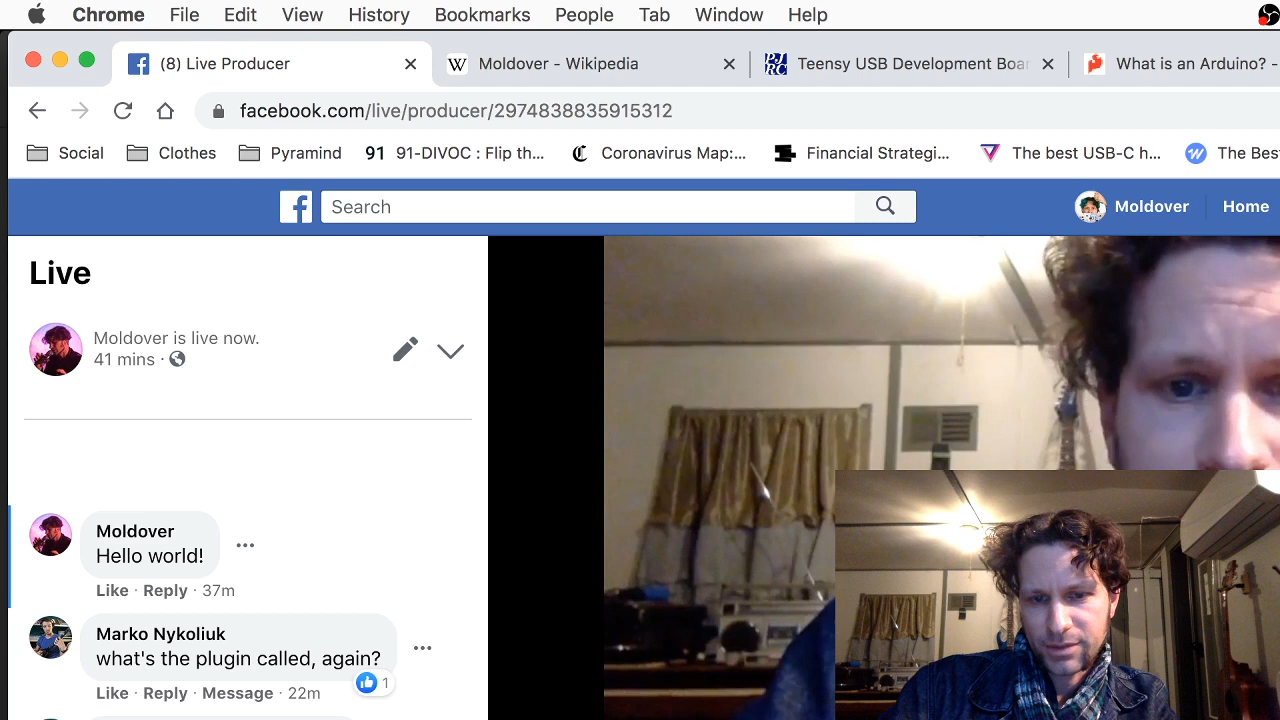 Chrome File Edit View History Bookmarks People Tab Window Help
(8) Live Producer Moldover - Wikipedia Teensy USB Development Boar What is an Arduino? -
facebook.com/live/producer/2974838835915312
Social Clothes Pyramind 91 91-DIVOC : Flip th... Coronavirus Map:... Financial Strategi... The best USB-C h... The Bes
Search Moldover Home
Live
Moldover is live now.
41 mins ·
Moldover
Hello world!
Like · Reply · 37m
Marko Nykoliuk
what's the plugin called, again?
1
Like · Reply · Message · 22m